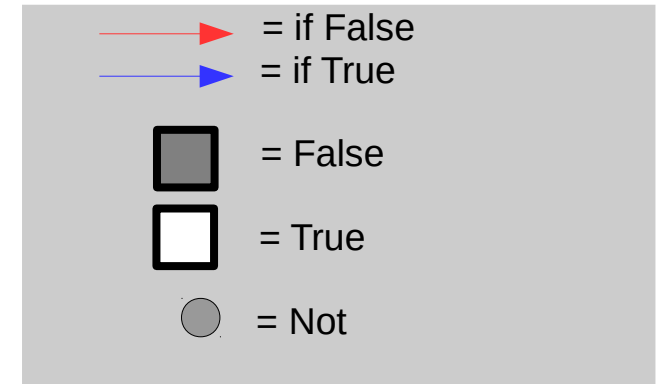 = if False
= if True
= False
= True
= Not